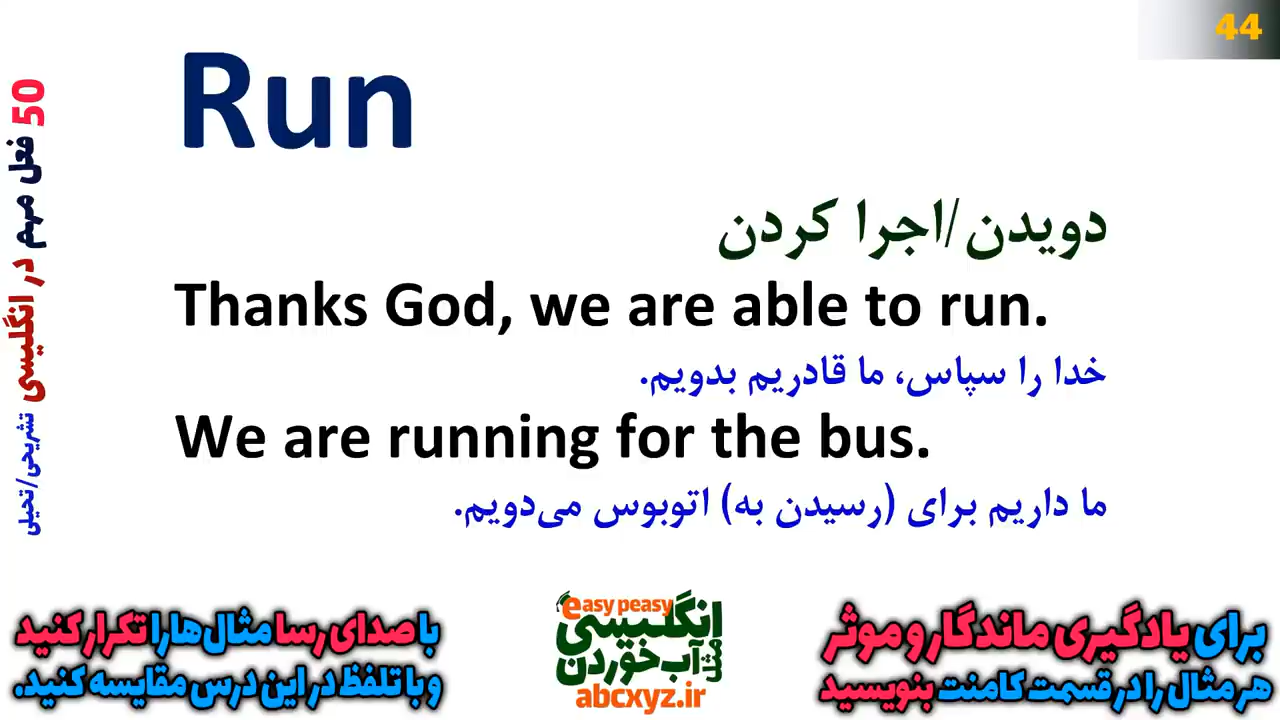 44
Run
دویدن/اجرا کردن
Thanks God, we are able to run.
خدا را سپاس، ما قادریم بدویم.
We are running for the bus.
ما داریم برای (رسیدن به) اتوبوس می‌دویم.
50 فعل مهم در انگلیسی تشریحی/تحیلی
برای یادگیری ماندگار و موثر
هر مثال را در قسمت کامنت بنویسید
easy peasy
انگلیسی
مثل آب خوردن
abcxyz.ir
با صدای رسا مثال‌ها را تکرار کنید
و با تلفظ در این درس مقایسه کنید.